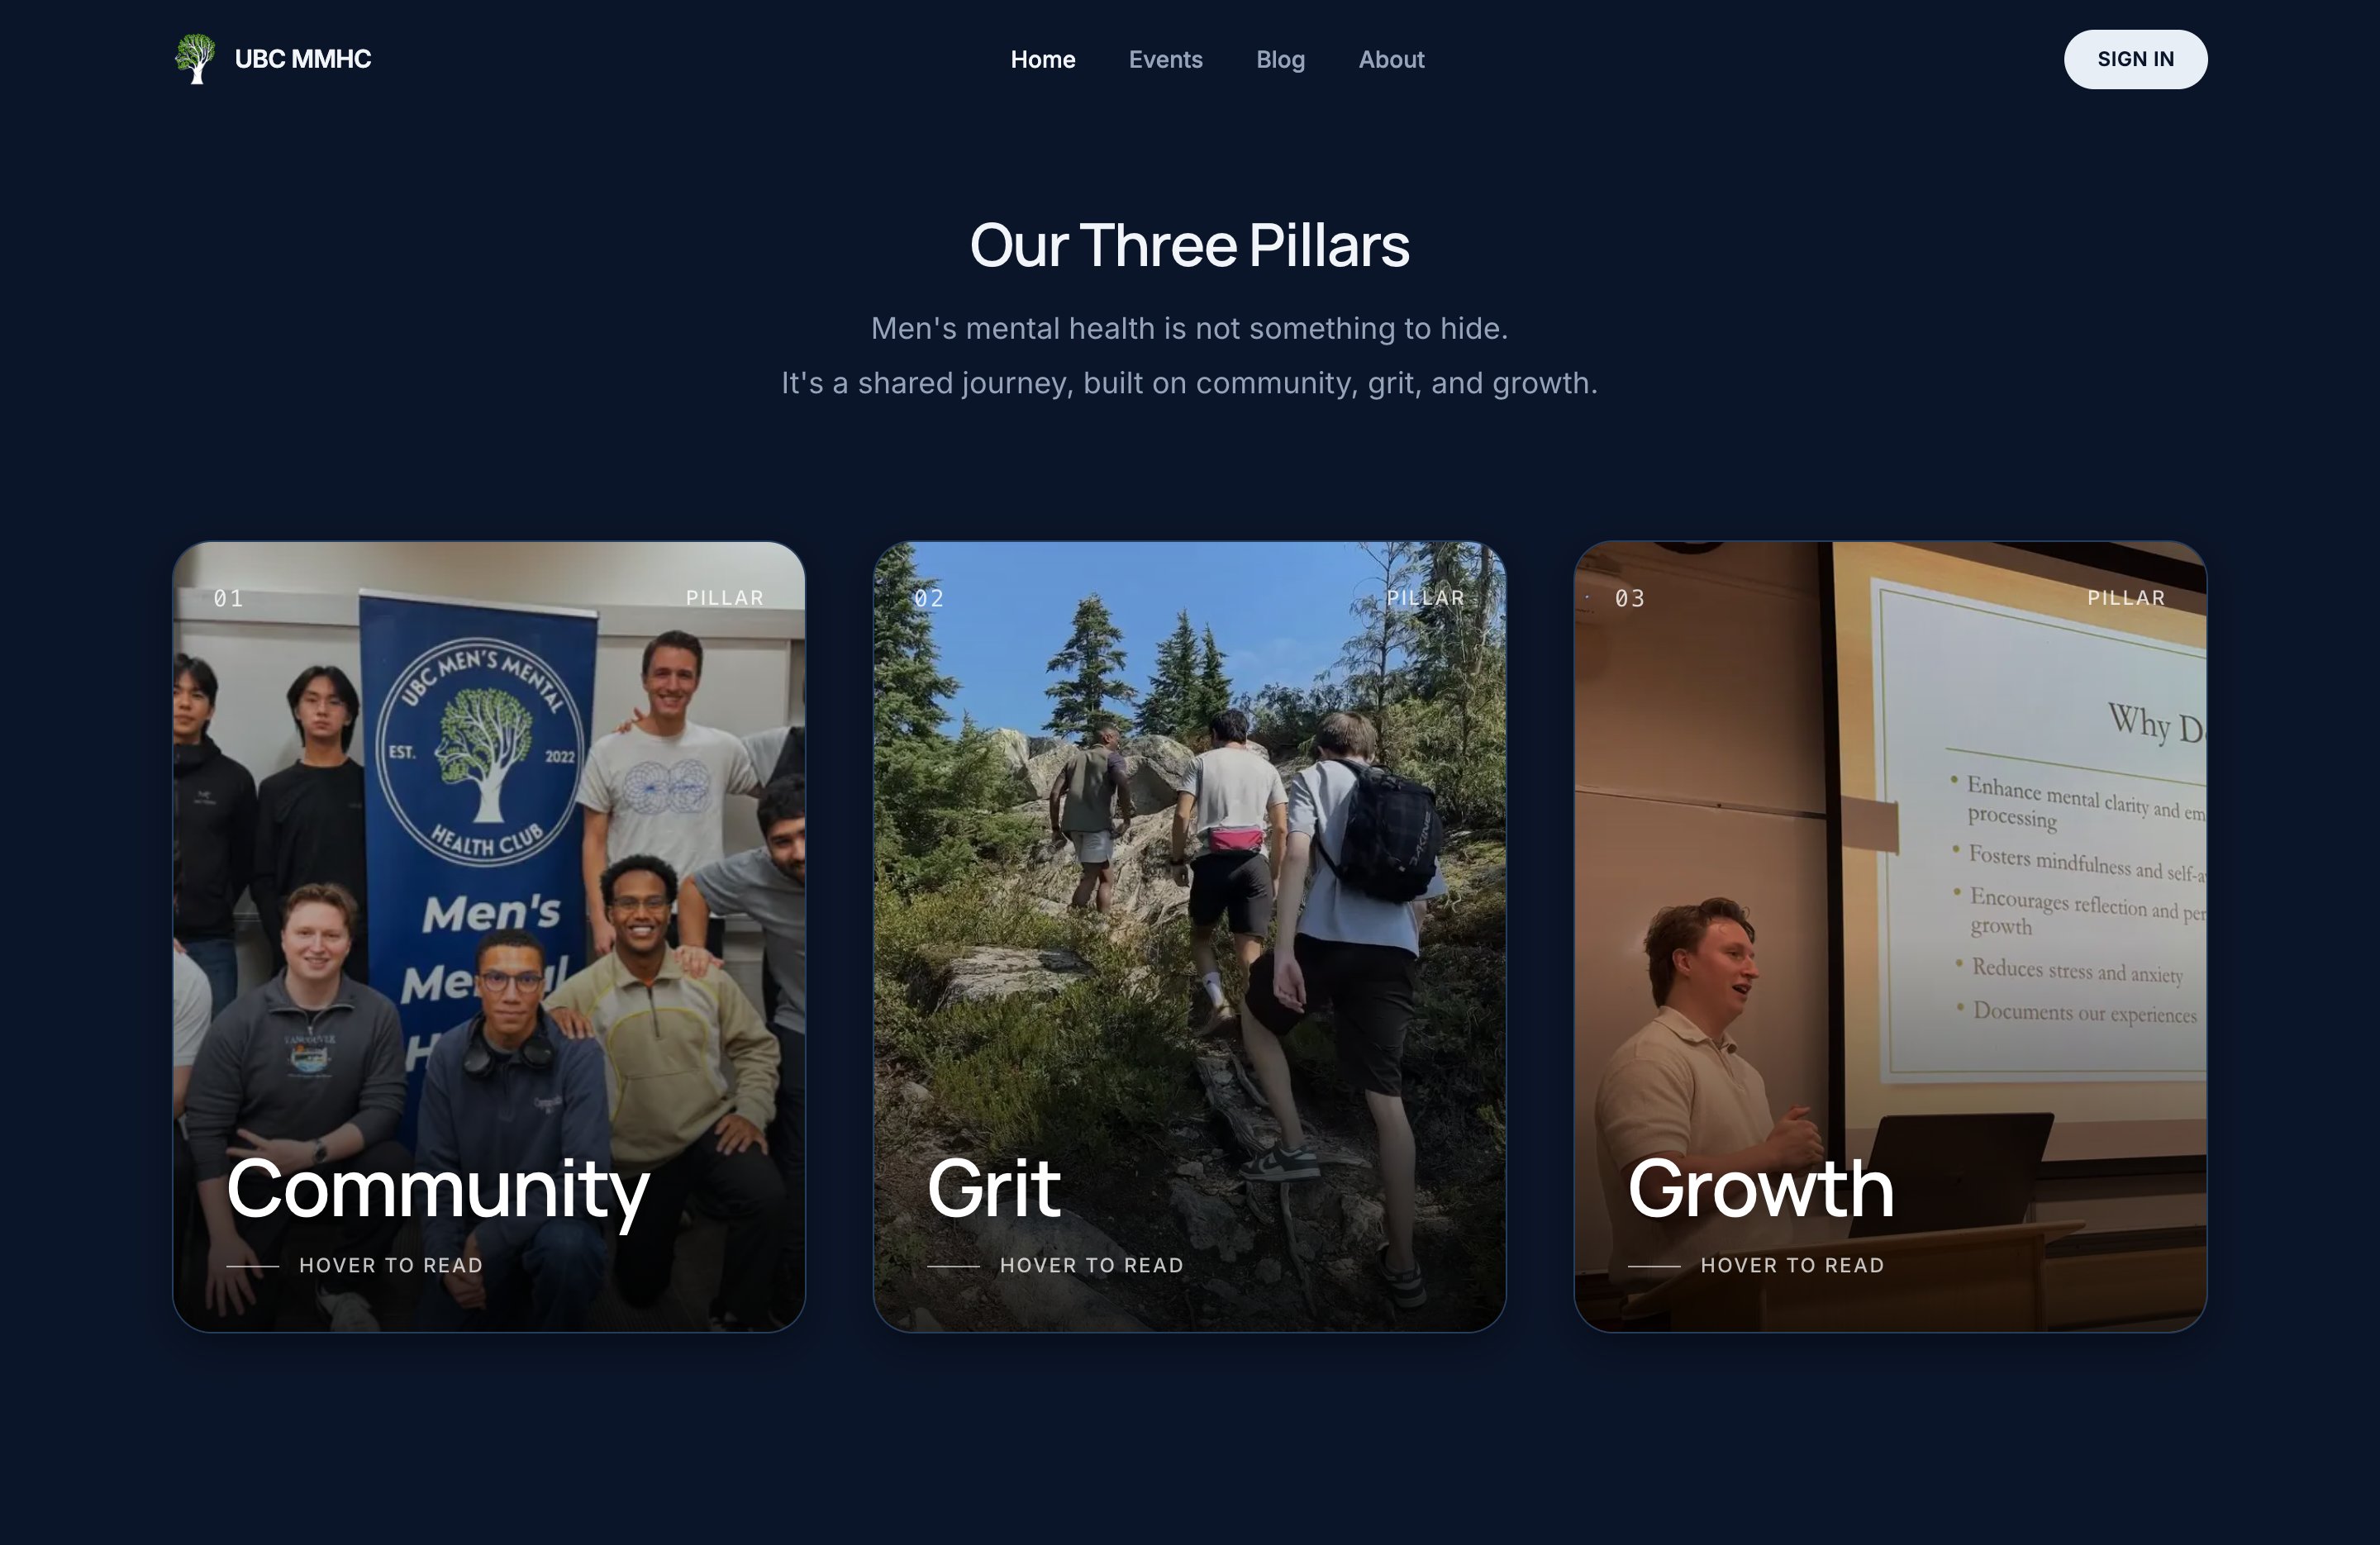 UBC MMHC
Home
Events
Blog
About
SIGN IN
Our Three Pillars
Men's mental health is not something to hide.
It's a shared journey, built on community, grit, and growth.
01
PILLAR
UBC MEN'S MENTAL
EST.
2022
HEALTH CLUB
Men's
VANCOUVER
Community
HOVER TO READ
02
PILLAR
DAKINE
Grit
HOVER TO READ
03
PILLAR
Why
Enhance mental clarity and
processing
Fosters mindfulness and
Encourages reflection and
growth
Reduces stress and anxiety
Documents our experiences
Growth
HOVER TO READ